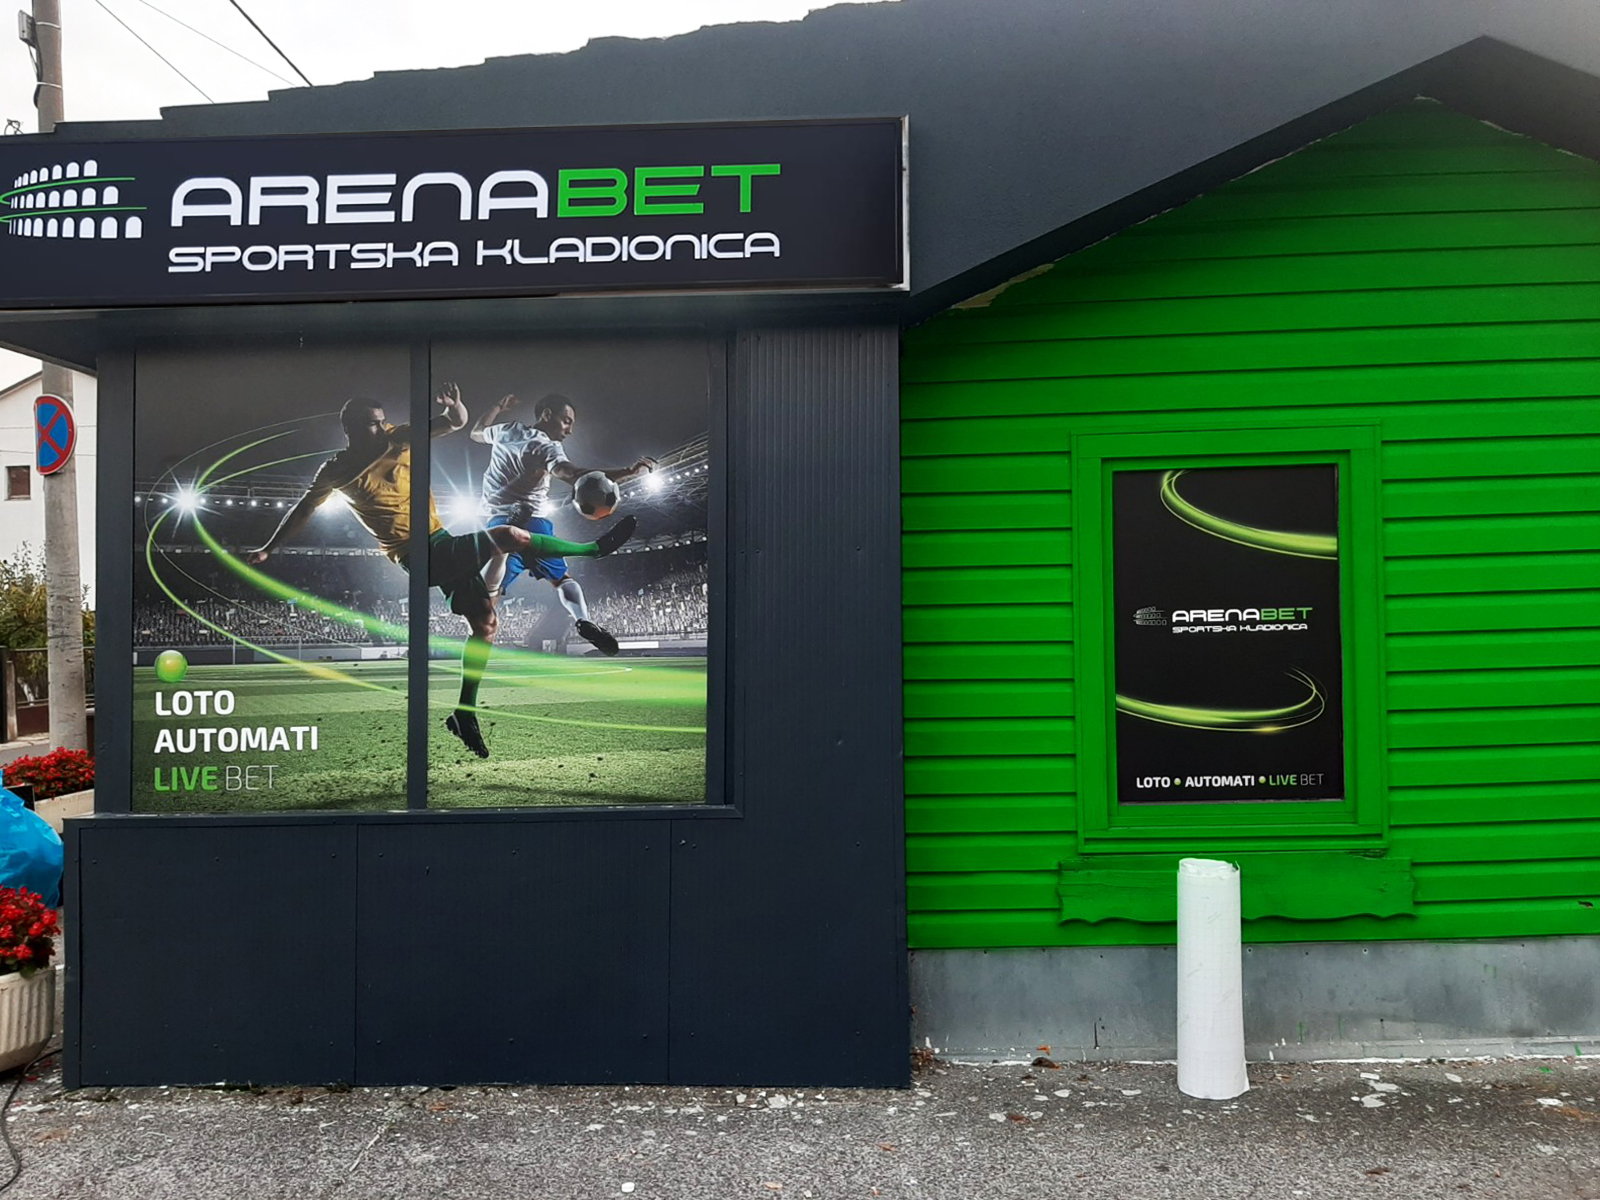 ARENABET
SPORTSKA KLADIONICA
LOTO
AUTOMATI
LIVE BET
ARENABET
SPORTSKA KLADIONICA
LOTO • AUTOMATI • LIVE BET